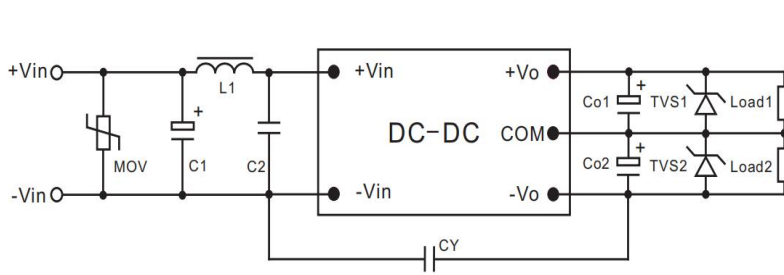 +Vin
L1
+
MOV
C1
C2
-Vin
+Vin
-Vin
DC-DC
+Vo
COM
-Vo
Co1
+
TVS1
Load1
Co2
+
TVS2
Load2
CY